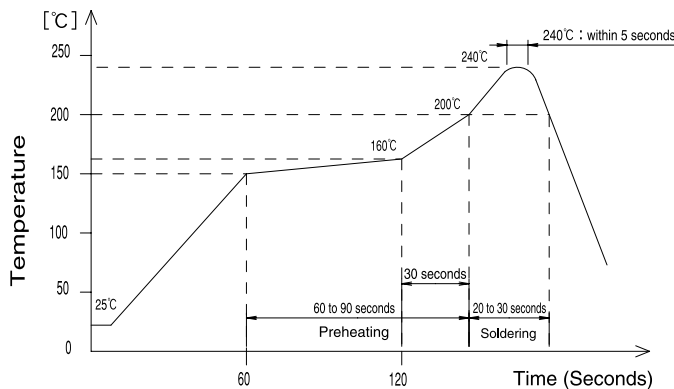 [℃]
250
200
150
100
50
0
Temperature
240℃
240℃ : within 5 seconds
200℃
160℃
25℃
30 seconds
60 to 90 seconds
20 to 30 seconds
Preheating
Soldering
60
120
Time (Seconds)